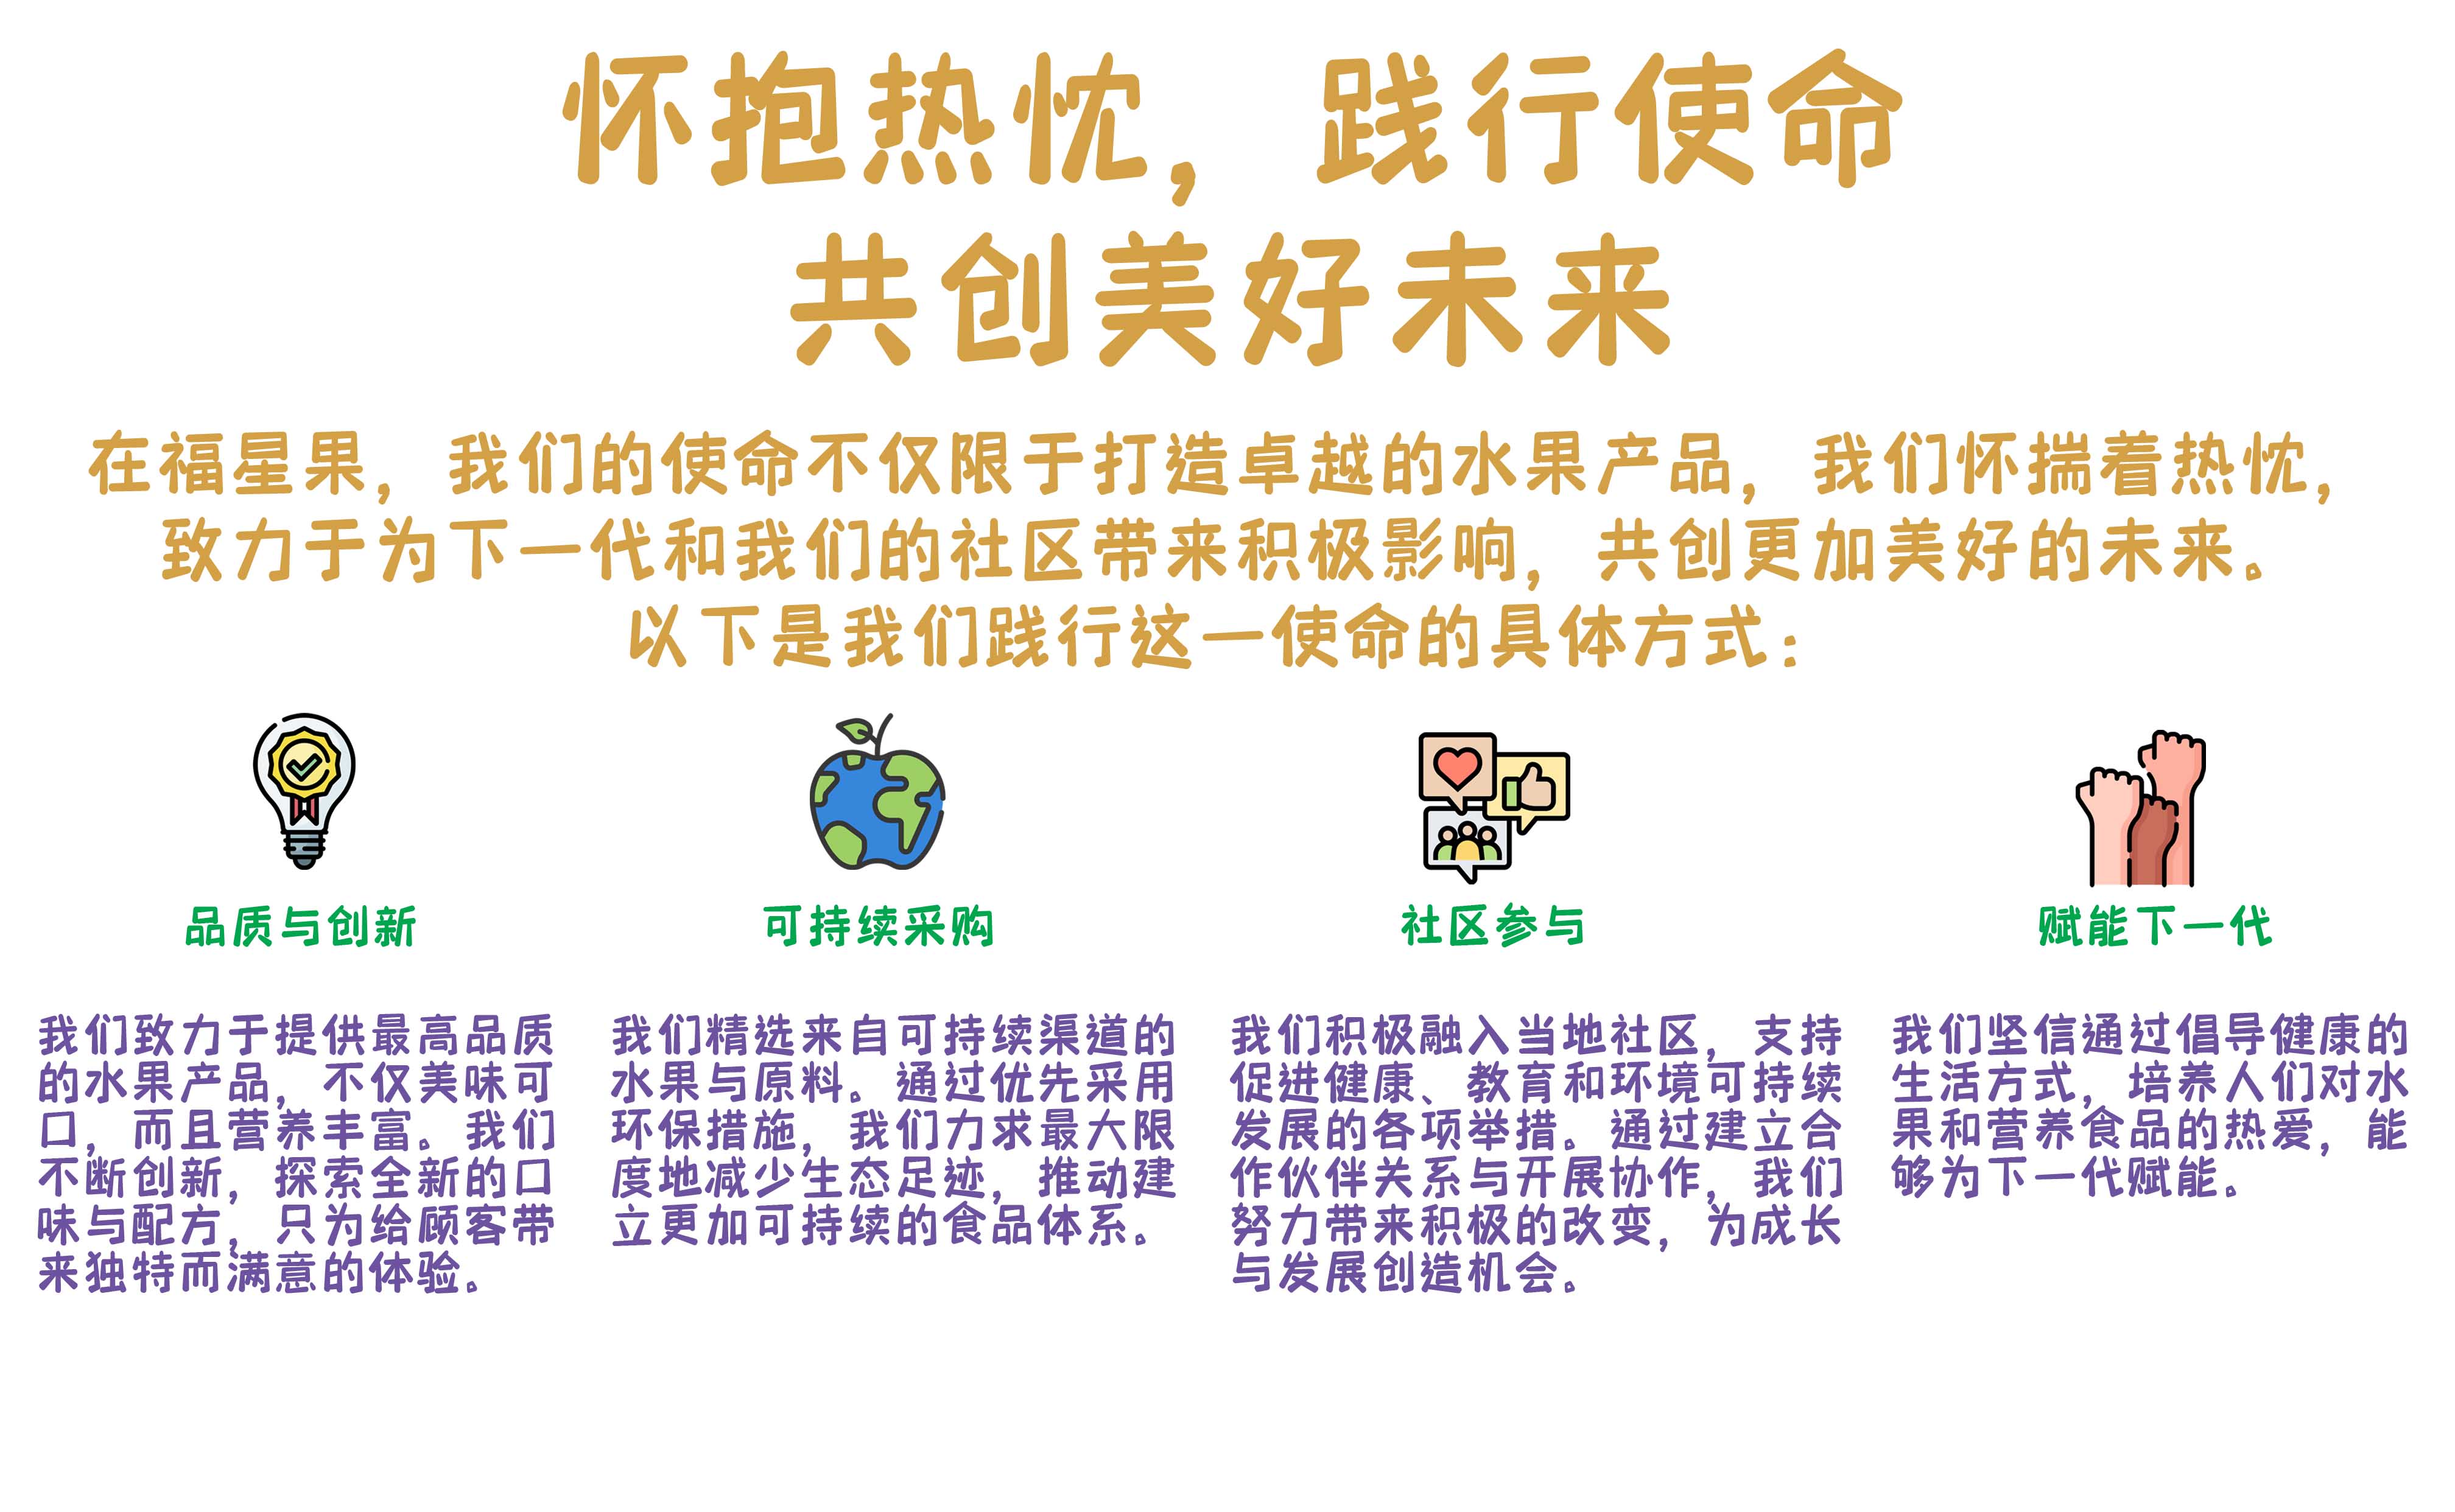 怀抱热忱，践行使命
共创美好未来
在福星果，我们的使命不仅限于打造卓越的水果产品，我们怀揣着热忱，
致力于为下一代和我们的社区带来积极影响，共创更加美好的未来。
以下是我们践行这一使命的具体方式：
品质与创新
我们致力于提供最高品质
的水果产品，不仅美味可
口，而且营养丰富。我们
不断创新，探索全新的口
味与配方，只为给顾客带
来独特而满意的体验。
可持续采购
我们精选来自可持续渠道的
水果与原料。通过优先采用
环保措施，我们力求最大限
度地减少生态足迹，推动建
立更加可持续的食品体系。
社区参与
我们积极融入当地社区，支持
促进健康、教育和环境可持续
发展的各项举措。通过建立合
作伙伴关系与开展协作，我们
努力带来积极的改变，为成长
与发展创造机会。
赋能下一代
我们坚信通过倡导健康的
生活方式，培养人们对水
果和营养食品的热爱，能
够为下一代赋能。